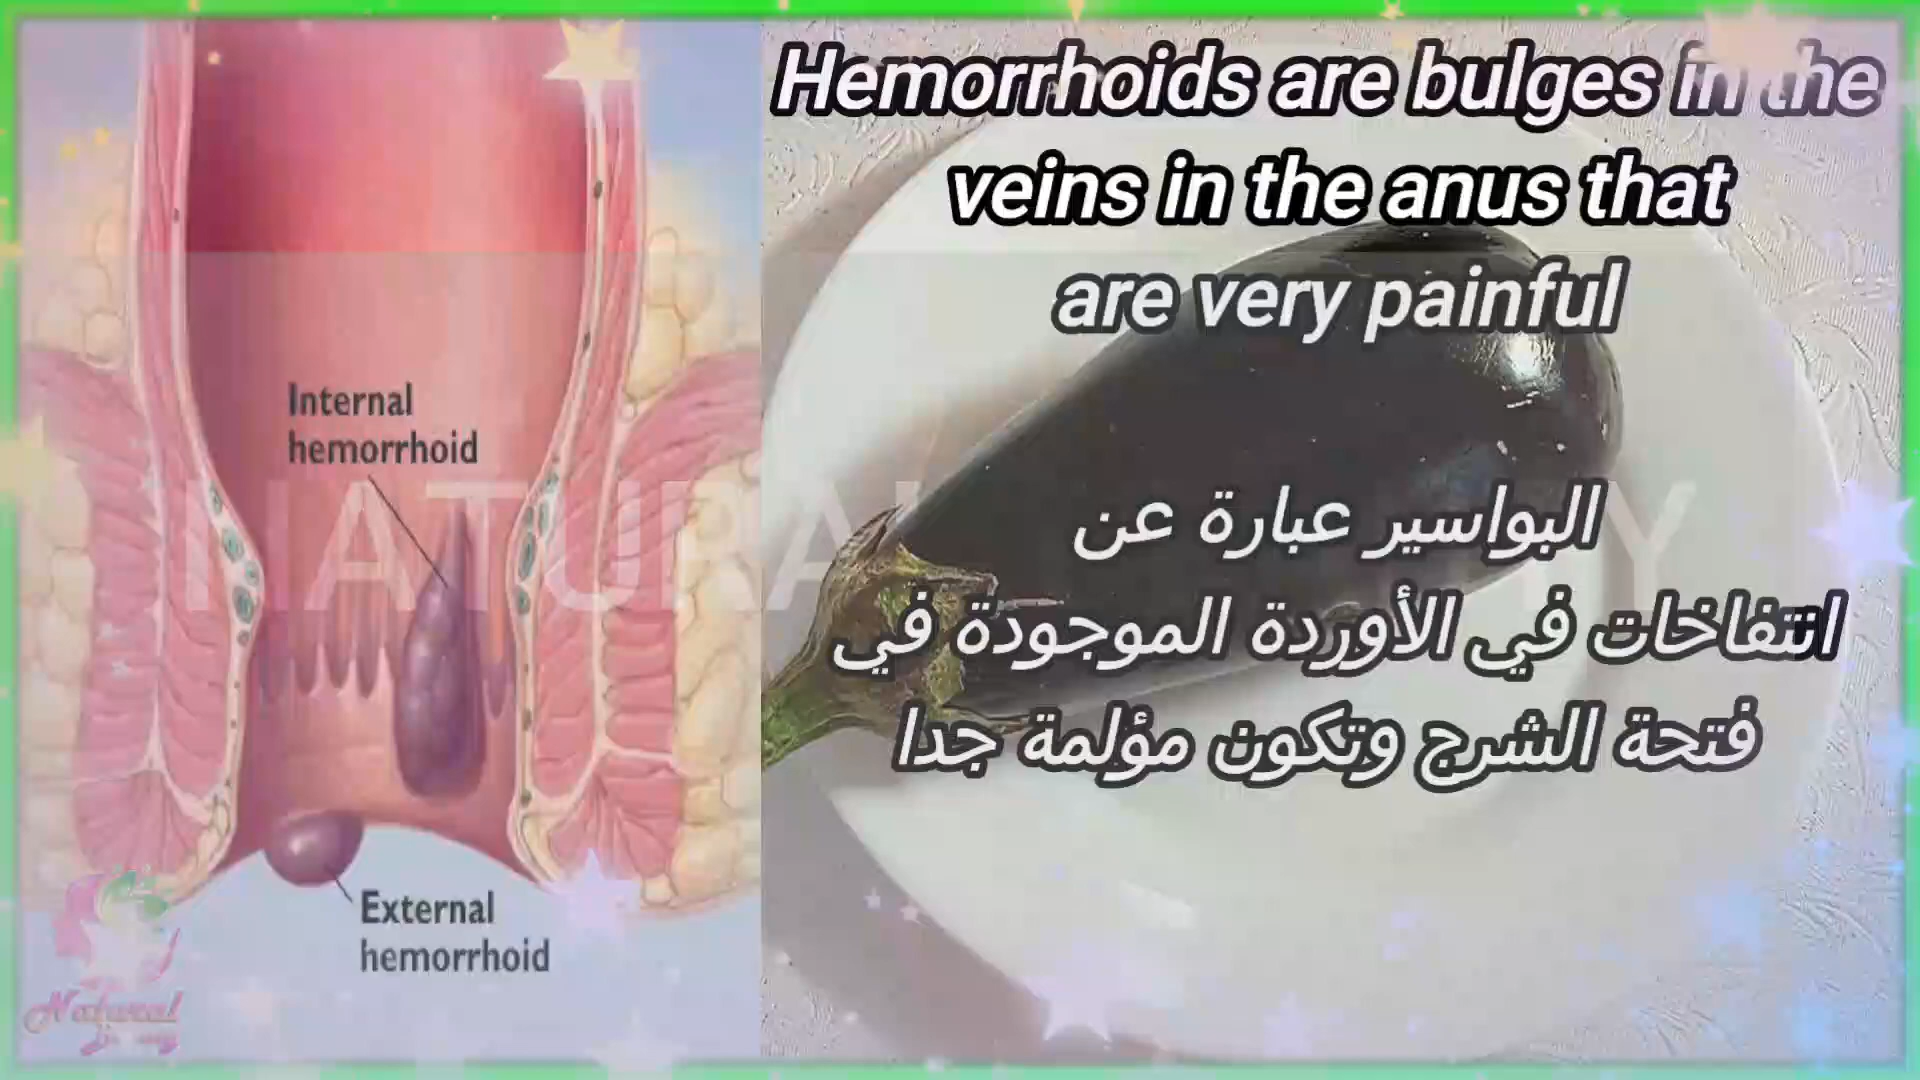 Hemorrhoids are bulges in the
veins in the anus that
are very painful
البواسير عبارة عن
انتفاخات في الأوردة الموجودة في
فتحة الشرج وتكون مؤلمة جدا
Internal
hemorrhoid
External
hemorrhoid
Natural